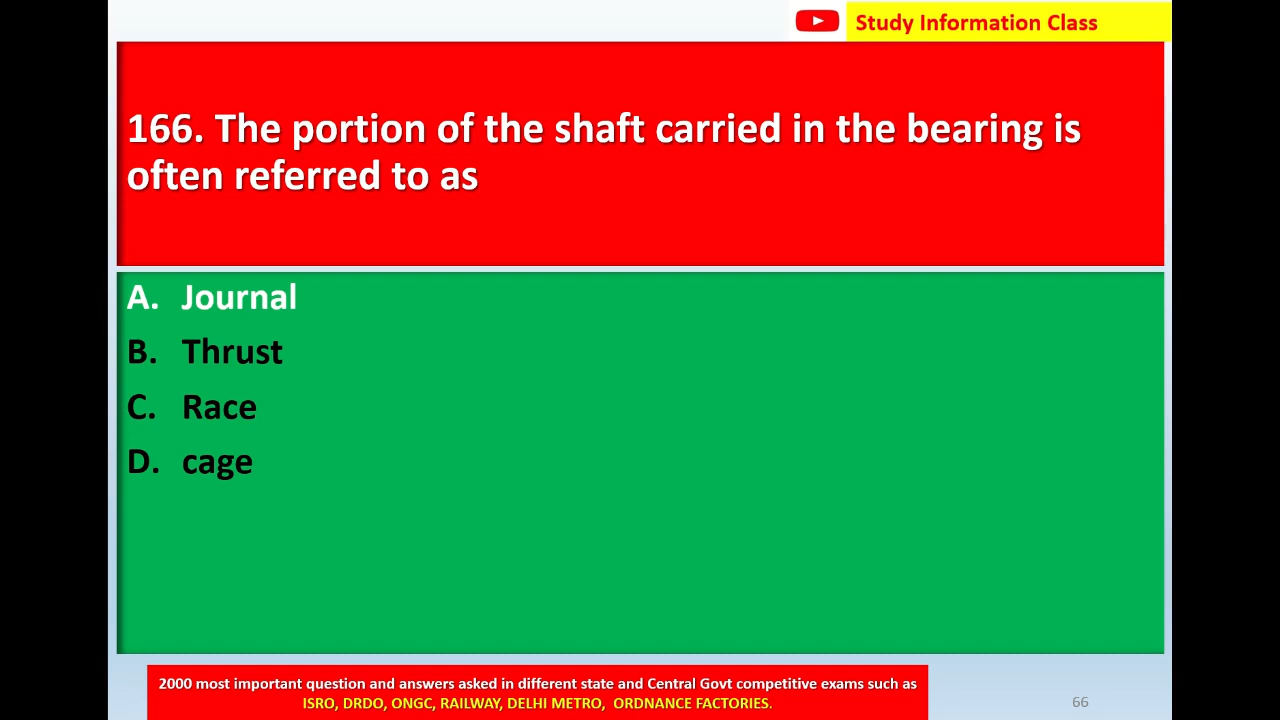 Study Information Class
166. The portion of the shaft carried in the bearing is
often referred to as
A. Journal
B. Thrust
C. Race
D. cage
2000 most important question and answers asked in different state and Central Govt competitive exams such as
ISRO, DRDO, ONGC, RAILWAY, DELHI METRO, ORDNANCE FACTORIES.
66